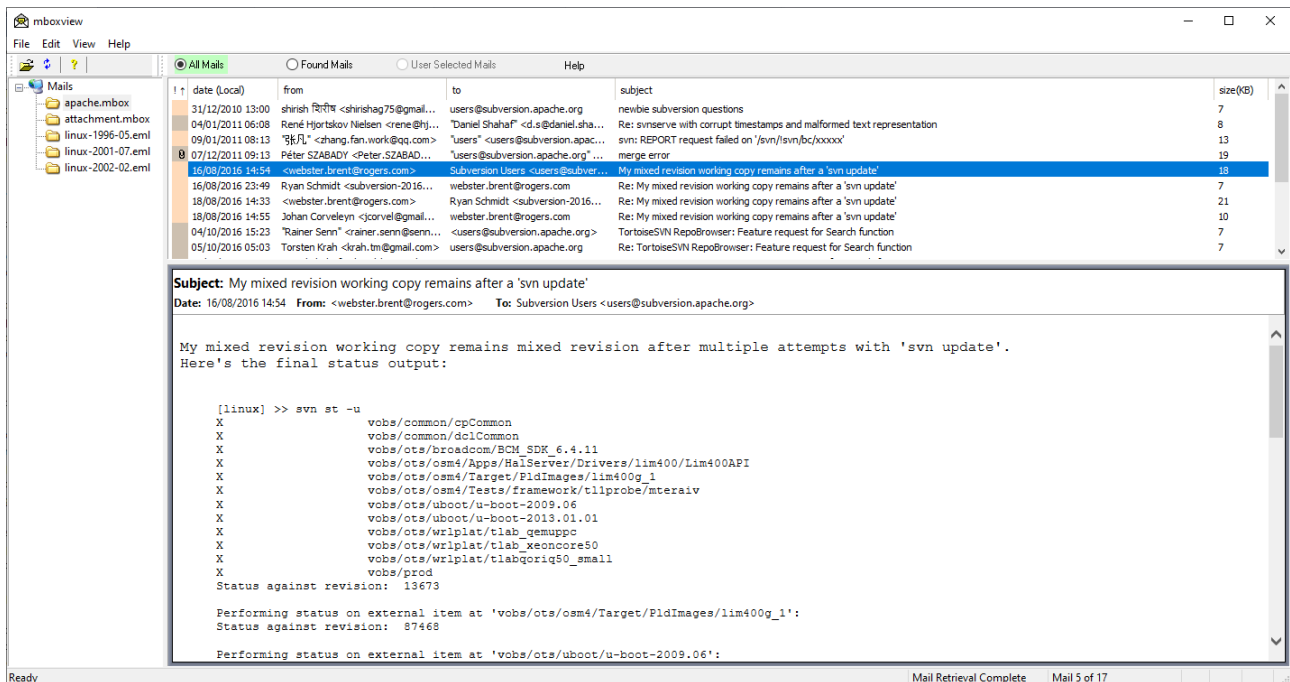 mboxview
File Edit View Help
All Mails Found Mails User Selected Mails Help
Mails
apache.mbox
attachment.mbox
linux-1996-05.eml
linux-2001-07.eml
linux-2002-02.eml
! date (Local) from to subject size(KB)
31/12/2010 13:00 shirish शिरीष <shirishag75@gmail... users@subversion.apache.org newbie subversion questions 7
04/01/2011 06:08 René Hjortskov Nielsen <rene@hj... "Daniel Shahaf" <d.s@daniel.sha... Re: svnserve with corrupt timestamps and malformed text representation 8
09/01/2011 08:13 "张凡" <zhang.fan.work@qq.com> "users" <users@subversion.apac... svn: REPORT request failed on '/svn/!svn/bc/xxxxx' 13
07/12/2011 09:13 Péter SZABADY <Peter.SZABAD... "users@subversion.apache.org" ... merge error 19
16/08/2016 14:54 <webster.brent@rogers.com> Subversion Users <users@subver... My mixed revision working copy remains after a 'svn update' 18
16/08/2016 23:49 Ryan Schmidt <subversion-2016... webster.brent@rogers.com Re: My mixed revision working copy remains after a 'svn update' 7
18/08/2016 14:33 <webster.brent@rogers.com> Ryan Schmidt <subversion-2016... Re: My mixed revision working copy remains after a 'svn update' 21
18/08/2016 14:55 Johan Corveleyn <jcorvel@gmail... webster.brent@rogers.com Re: My mixed revision working copy remains after a 'svn update' 10
04/10/2016 15:23 "Rainer Senn" <rainer.senn@senn... <users@subversion.apache.org> TortoiseSVN RepoBrowser: Feature request for Search function 7
05/10/2016 05:03 Torsten Krah <krah.tm@gmail.com> users@subversion.apache.org Re: TortoiseSVN RepoBrowser: Feature request for Search function 7
Subject: My mixed revision working copy remains after a 'svn update'
Date: 16/08/2016 14:54 From: <webster.brent@rogers.com> To: Subversion Users <users@subversion.apache.org>
My mixed revision working copy remains mixed revision after multiple attempts with 'svn update'.
Here's the final status output:
[linux] >> svn st -u
X vobs/common/cpCommon
X vobs/common/dclCommon
X vobs/ots/broadcom/BCM_SDK_6.4.11
X vobs/ots/osm4/Apps/HalServer/Drivers/lim400/Lim400API
X vobs/ots/osm4/Target/PldImages/lim400g_1
X vobs/ots/osm4/Tests/framework/tl1probe/mteraiv
X vobs/ots/uboot/u-boot-2009.06
X vobs/ots/uboot/u-boot-2013.01.01
X vobs/ots/wrlplat/tlab_qemuppc
X vobs/ots/wrlplat/tlab_xeoncore50
X vobs/ots/wrlplat/tlabqoriq50_small
X vobs/prod
Status against revision: 13673
Performing status on external item at 'vobs/ots/osm4/Target/PldImages/lim400g_1':
Status against revision: 87468
Performing status on external item at 'vobs/ots/uboot/u-boot-2009.06':
Ready Mail Retrieval Complete Mail 5 of 17